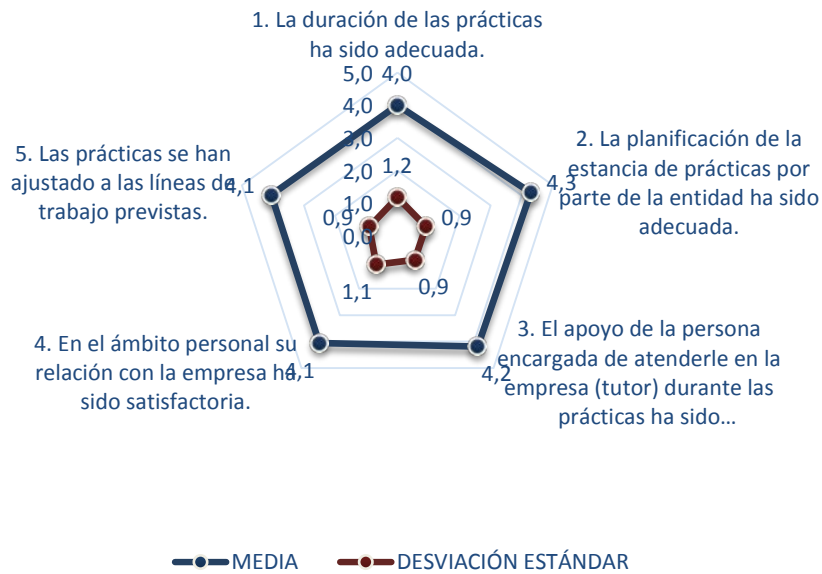 1. La duración de las prácticas
ha sido adecuada.
5,0
4,0
4,0
3,0
2,0
1,2
1,0
0,0
2. La planificación de la
estancia de prácticas por
parte de la entidad ha sido
adecuada.
4,3
0,9
3. El apoyo de la persona
encargada de atenderle en la
empresa (tutor) durante las
prácticas ha sido…
4,2
0,9
4. En el ámbito personal su
relación con la empresa ha
sido satisfactoria.
4,1
1,1
5. Las prácticas se han
ajustado a las líneas de
trabajo previstas.
4,1
0,9
MEDIA
DESVIACIÓN ESTÁNDAR